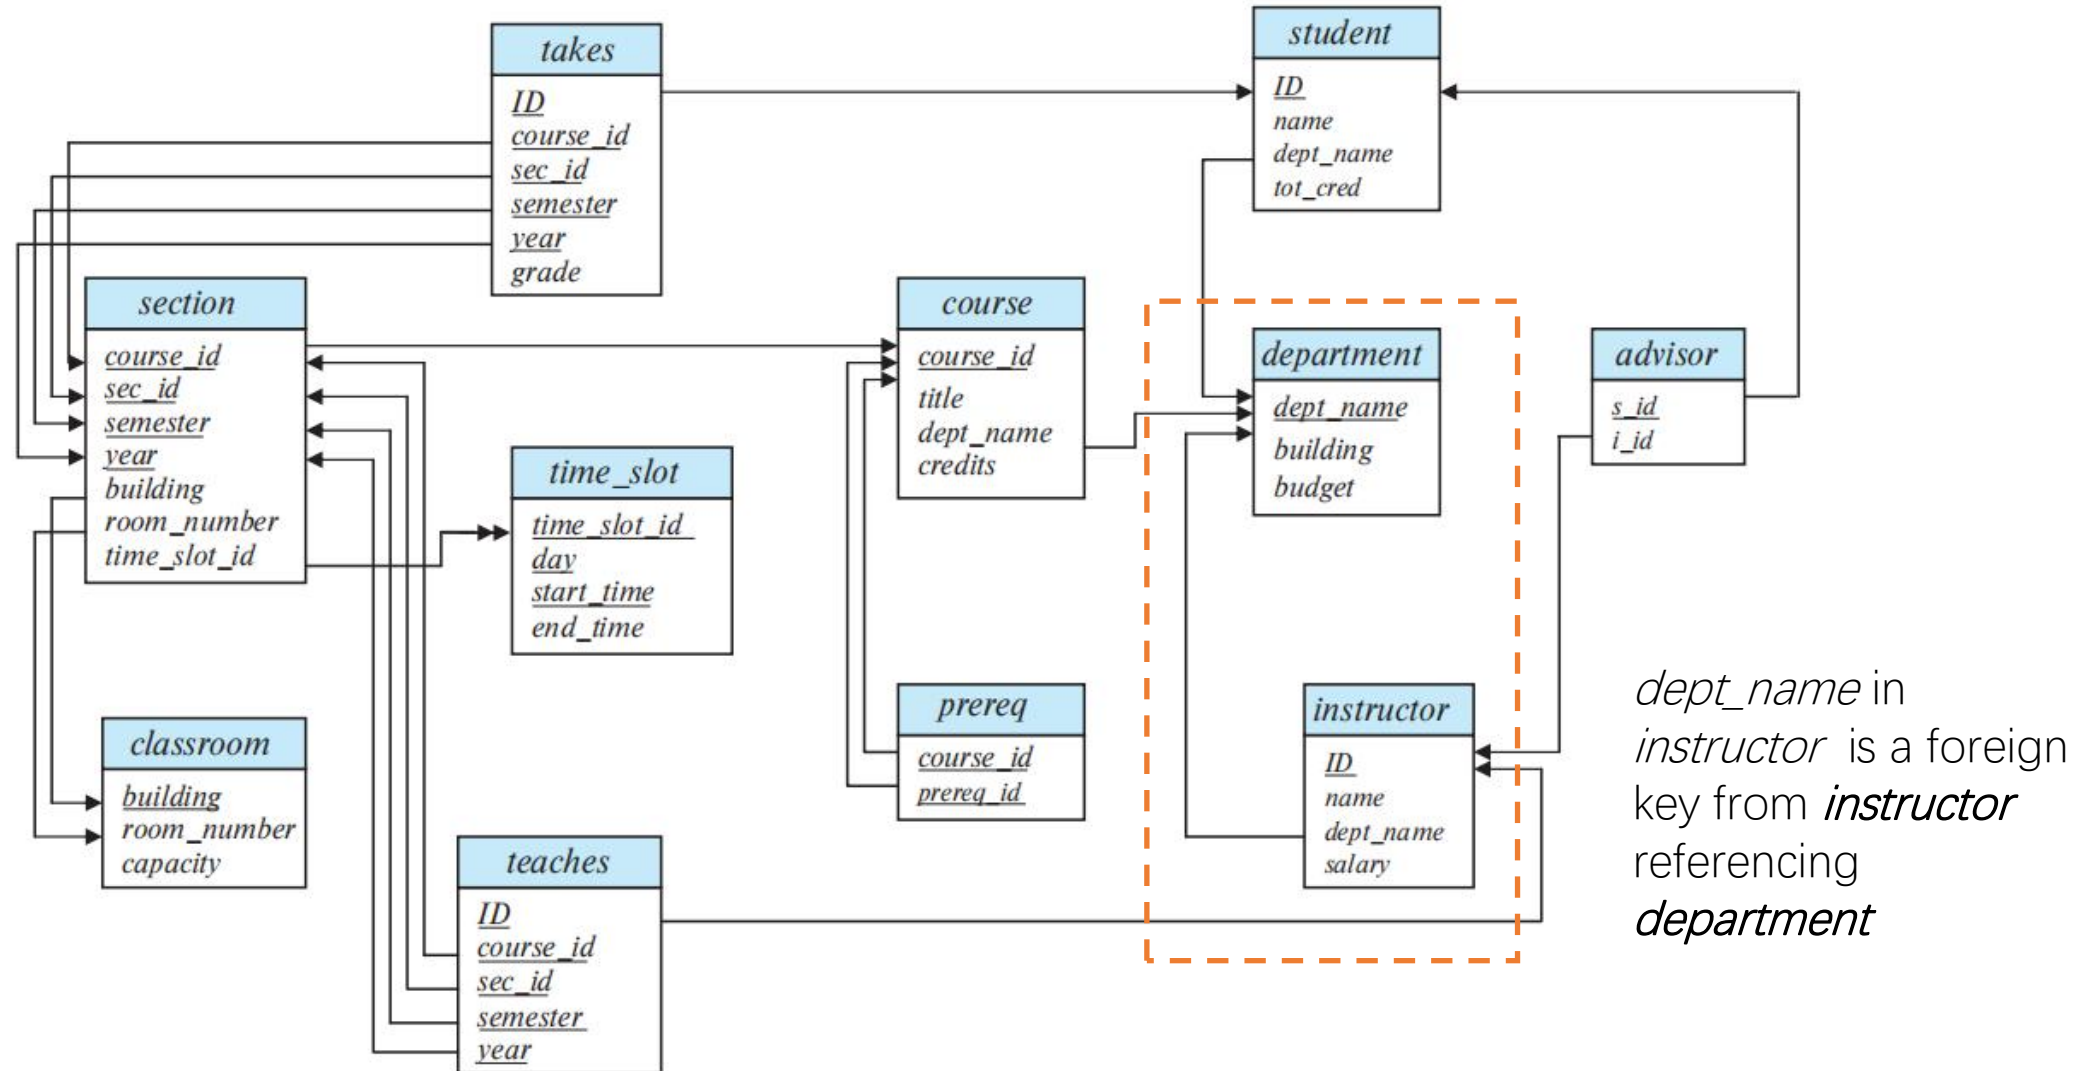 takes
ID
course_id
sec_id
semester
year
grade
student
ID
name
dept_name
tot_cred
section
course_id
sec_id
semester
year
building
room_number
time_slot_id
course
course_id
title
dept_name
credits
department
dept_name
building
budget
advisor
s_id
i_id
time_slot
time_slot_id
day
start_time
end_time
prereq
course_id
prereq_id
instructor
ID
name
dept_name
salary
classroom
building
room_number
capacity
teaches
ID
course_id
sec_id
semester
year
dept_name in
instructor is a foreign
key from instructor
referencing
department